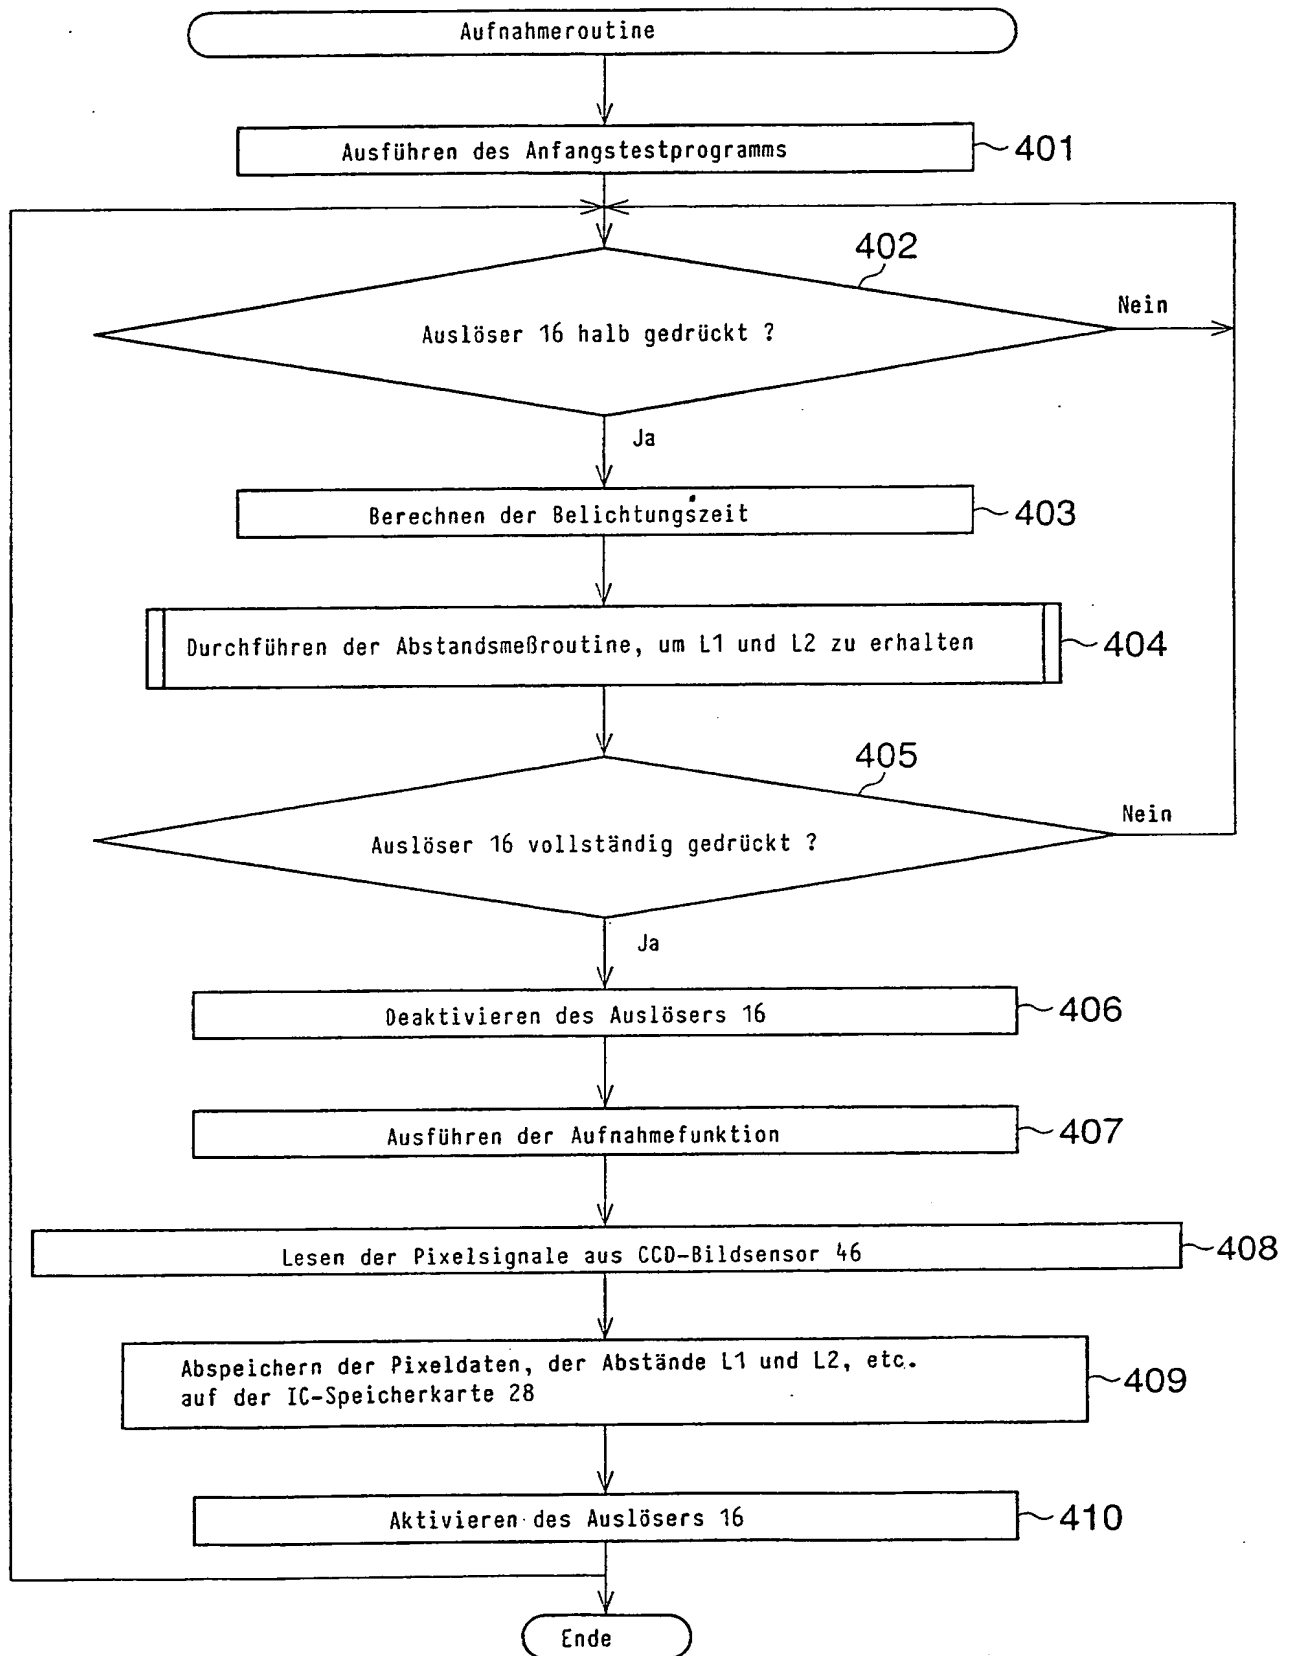 Aufnahmeroutine
Ausführen des Anfangstestprogramms
401
402
Auslöser 16 halb gedrückt ?
Nein
Ja
Berechnen der Belichtungszeit
403
Durchführen der Abstandsmeßroutine, um L1 und L2 zu erhalten
404
405
Auslöser 16 vollständig gedrückt ?
Nein
Ja
Deaktivieren des Auslösers 16
406
Ausführen der Aufnahmefunktion
407
Lesen der Pixelsignale aus CCD-Bildsensor 46
408
Abspeichern der Pixeldaten, der Abstände L1 und L2, etc.
auf der IC-Speicherkarte 28
409
Aktivieren des Auslösers 16
410
Ende